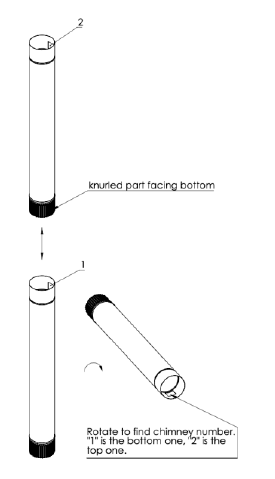 2
knurled part facing bottom
1
Rotate to find chimney number.
"1" is the bottom one, "2" is the
top one.